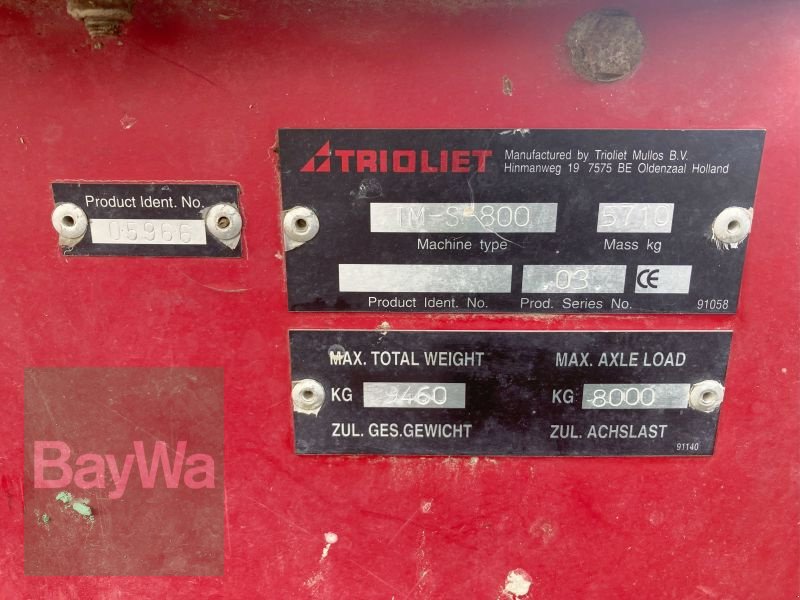 Product Ident. No.
05966
TRIOLIET
Manufactured by Trioliet Mullos B.V.
Hinmanweg 19 7575 BE Oldenzaal Holland
TM-S-800
5710
Machine type
Mass kg
03
CE
Product Ident. No.
Prod. Series No.
91058
MAX. TOTAL WEIGHT
MAX. AXLE LOAD
KG 9460
KG 8000
ZUL. GES.GEWICHT
ZUL. ACHSLAST
91140
BayWa